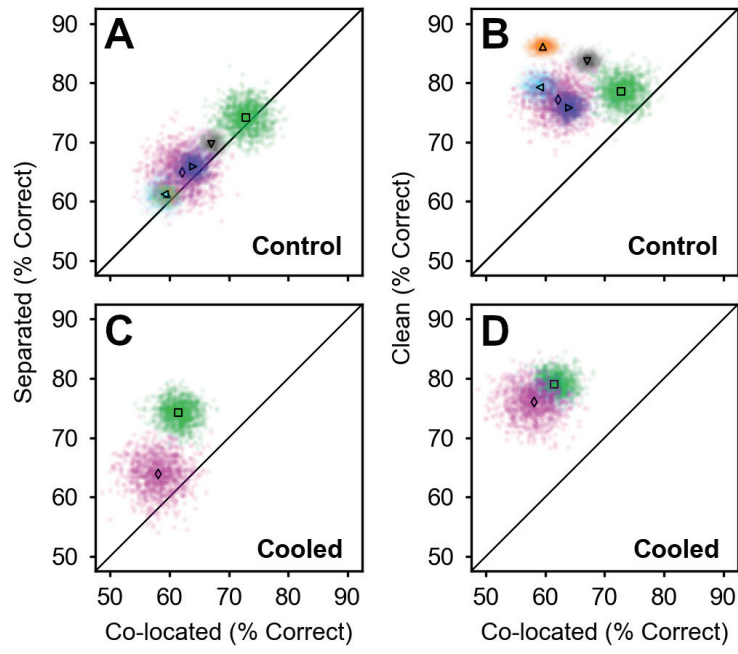 A
B
90
80
70
60
50
Control
90
80
70
60
50
Control
Separated (% Correct)
Clean (% Correct)
C
D
90
80
70
60
50
Cooled
90
80
70
60
50
Cooled
50 60 70 80 90
50 60 70 80 90
Co-located (% Correct)
Co-located (% Correct)